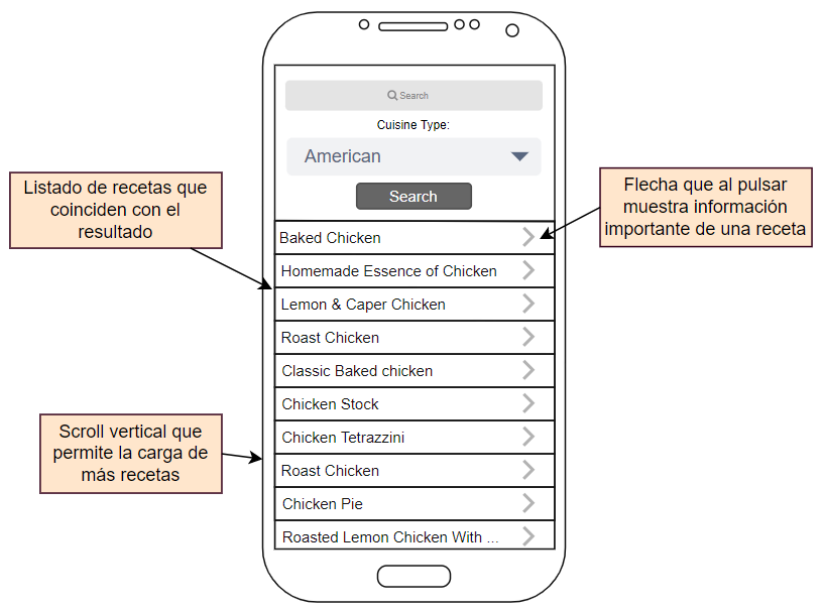 Search
Cuisine Type:
American
Search
Listado de recetas que
coinciden con el
resultado
Flecha que al pulsar
muestra información
importante de una receta
Baked Chicken
Homemade Essence of Chicken
Lemon & Caper Chicken
Roast Chicken
Classic Baked chicken
Chicken Stock
Chicken Tetrazzini
Roast Chicken
Chicken Pie
Roasted Lemon Chicken With ...
Scroll vertical que
permite la carga de
más recetas